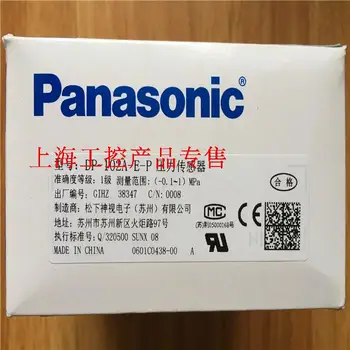 Panasonic®
上海工控产品商行
型号: DP-102A/E-P 压力传感器
准确度等级: 1级 测量范围: (-0.1~1) MPa
出厂编号: GIHZ 38347 C/N:0008
制造商: 松下神视电子(苏州)有限公司
地址: 苏州市苏州新区火炬路97号
执行标准号: Q/320500 SUNX 08
MADE IN CHINA 0601C0438-00 A
合格
MC